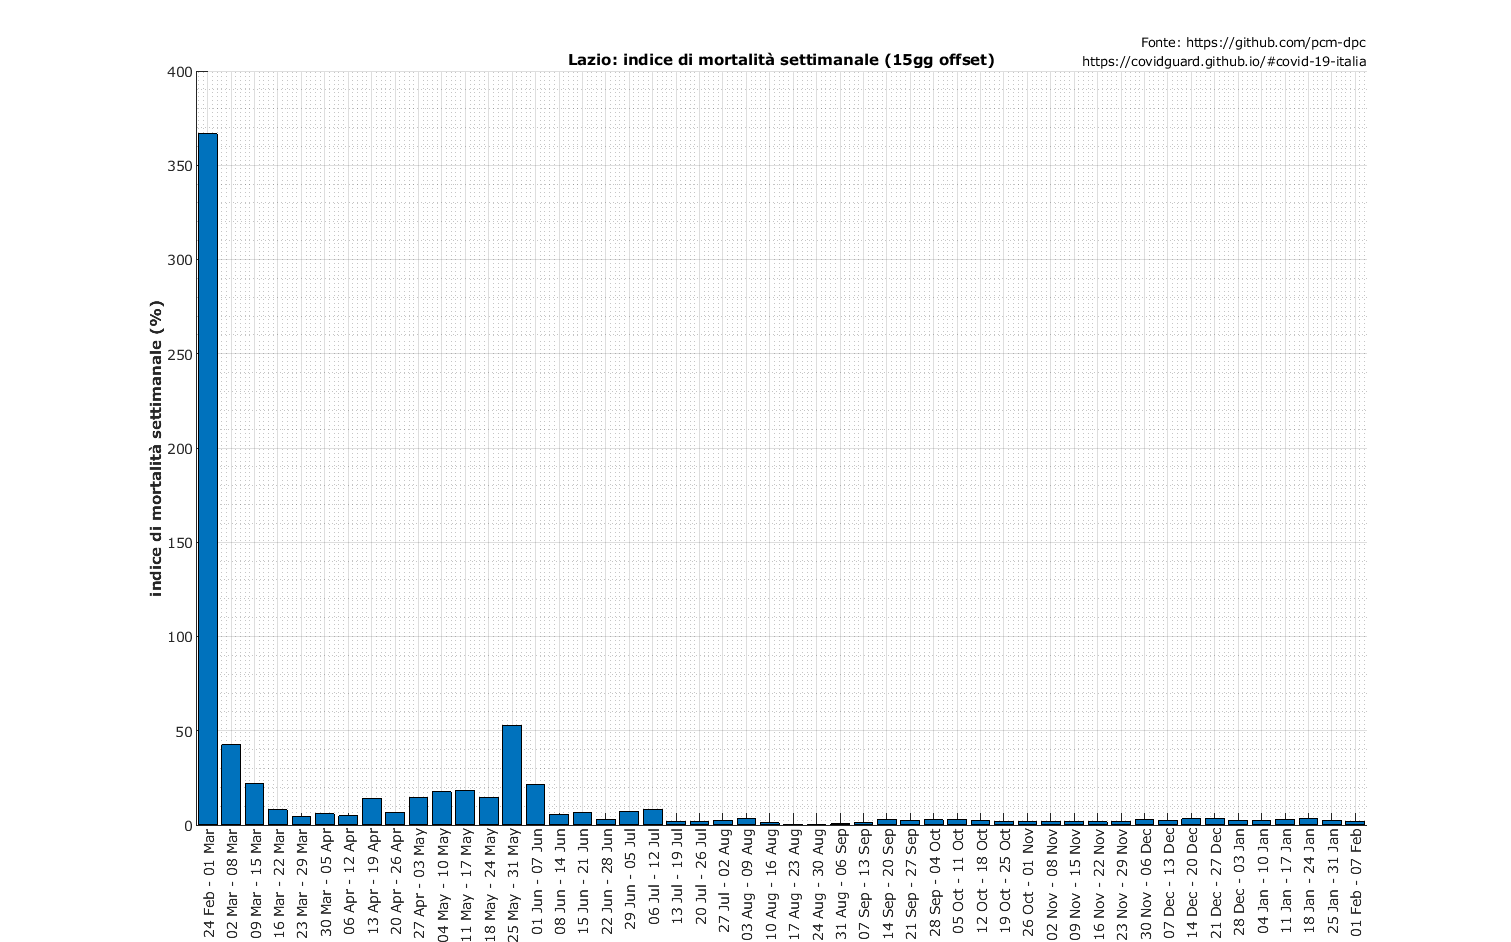 Fonte: https://github.com/pcm-dpc
Lazio: indice di mortalità settimanale (15gg offset)
https://covidguard.github.io/#covid-19-italia
indice di mortalità settimanale (%)
400
350
300
250
200
150
100
50
0
24 Feb - 01 Mar
02 Mar - 08 Mar
09 Mar - 15 Mar
16 Mar - 22 Mar
23 Mar - 29 Mar
30 Mar - 05 Apr
06 Apr - 12 Apr
13 Apr - 19 Apr
20 Apr - 26 Apr
27 Apr - 03 May
04 May - 10 May
11 May - 17 May
18 May - 24 May
25 May - 31 May
01 Jun - 07 Jun
08 Jun - 14 Jun
15 Jun - 21 Jun
22 Jun - 28 Jun
29 Jun - 05 Jul
06 Jul - 12 Jul
13 Jul - 19 Jul
20 Jul - 26 Jul
27 Jul - 02 Aug
03 Aug - 09 Aug
10 Aug - 16 Aug
17 Aug - 23 Aug
24 Aug - 30 Aug
31 Aug - 06 Sep
07 Sep - 13 Sep
14 Sep - 20 Sep
21 Sep - 27 Sep
28 Sep - 04 Oct
05 Oct - 11 Oct
12 Oct - 18 Oct
19 Oct - 25 Oct
26 Oct - 01 Nov
02 Nov - 08 Nov
09 Nov - 15 Nov
16 Nov - 22 Nov
23 Nov - 29 Nov
30 Nov - 06 Dec
07 Dec - 13 Dec
14 Dec - 20 Dec
21 Dec - 27 Dec
28 Dec - 03 Jan
04 Jan - 10 Jan
11 Jan - 17 Jan
18 Jan - 24 Jan
25 Jan - 31 Jan
01 Feb - 07 Feb